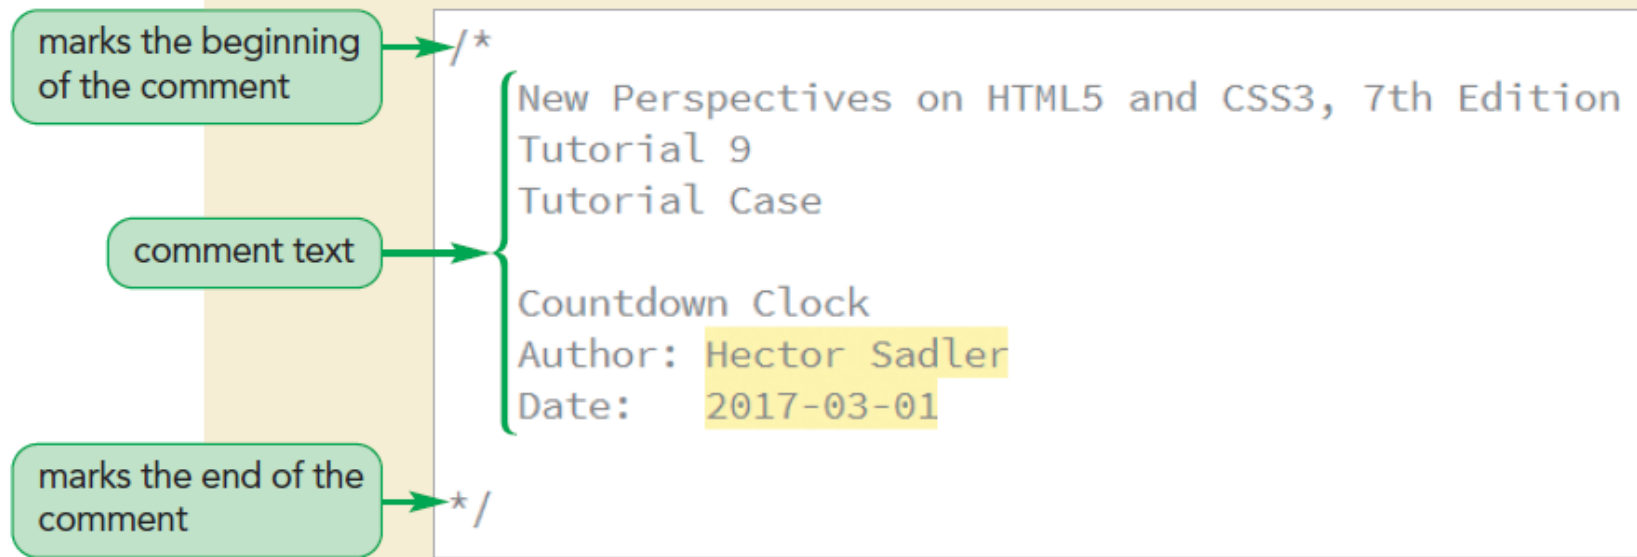 marks the beginning
of the comment
/*
New Perspectives on HTML5 and CSS3, 7th Edition
Tutorial 9
Tutorial Case
comment text
Countdown Clock
Author: Hector Sadler
Date:   2017-03-01
marks the end of the
comment
*/